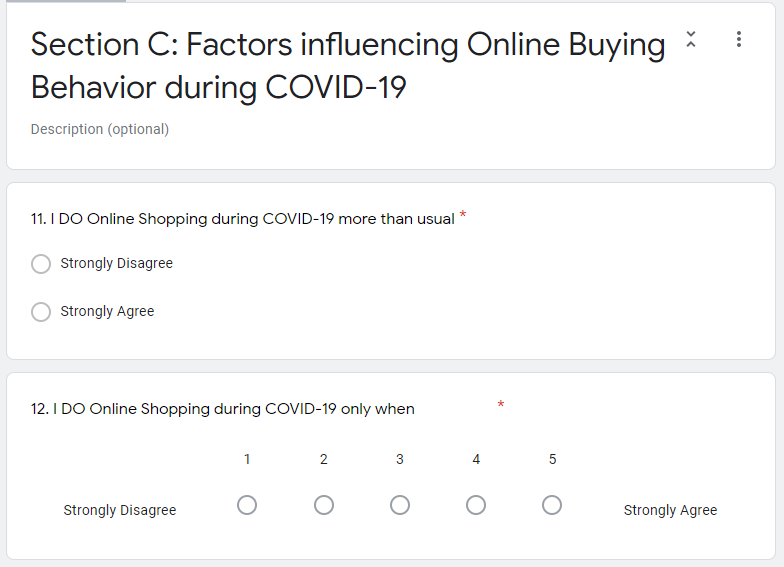 Section C: Factors influencing Online Buying
Behavior during COVID-19
Description (optional)
11. I DO Online Shopping during COVID-19 more than usual *
Strongly Disagree
Strongly Agree
12. I DO Online Shopping during COVID-19 only when *
1 2 3 4 5
Strongly Disagree Strongly Agree